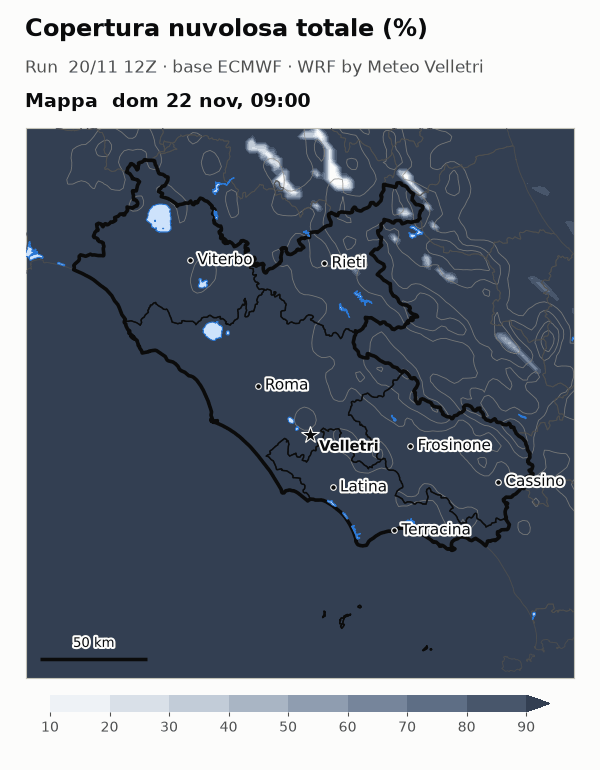 Copertura nuvolosa totale (%)
Run 20/11 12Z · base ECMWF · WRF by Meteo Velletri
Mappa dom 22 nov, 09:00
Viterbo
Rieti
Roma
Velletri
Frosinone
Latina
Cassino
Terracina
50 km
10 20 30 40 50 60 70 80 90